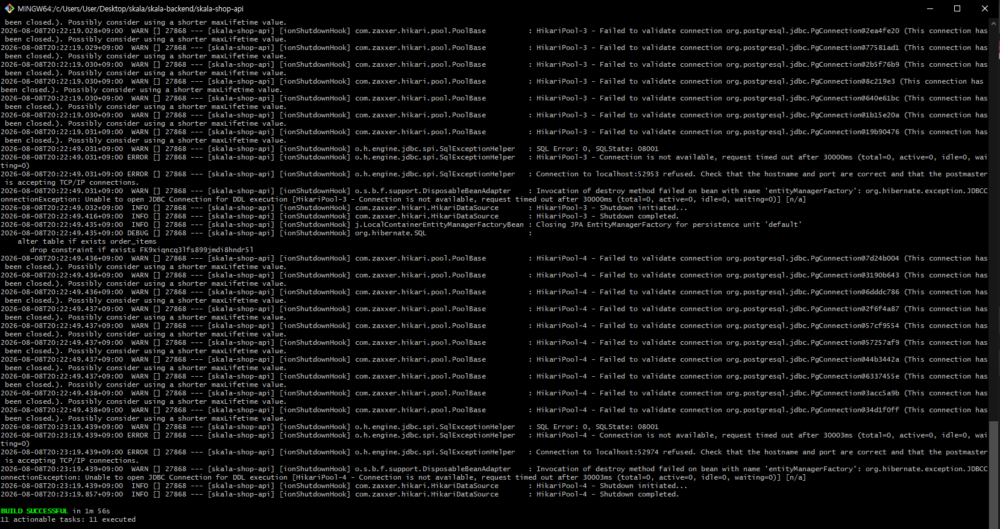 MINGW64:/c/Users/User/Desktop/skala/skala-backend/skala-shop-api
 been closed.). Possibly consider using a shorter maxLifetime value.
2026-08-08T20:22:19.028+09:00  WARN [] 27868 --- [skala-shop-api] [ionShutdownHook] com.zaxxer.hikari.pool.PoolBase          : HikariPool-3 - Failed to validate connection org.postgresql.jdbc.PgConnection@2ea4fe20 (This connection has
 been closed.). Possibly consider using a shorter maxLifetime value.
2026-08-08T20:22:19.029+09:00  WARN [] 27868 --- [skala-shop-api] [ionShutdownHook] com.zaxxer.hikari.pool.PoolBase          : HikariPool-3 - Failed to validate connection org.postgresql.jdbc.PgConnection@77581ad1 (This connection has
 been closed.). Possibly consider using a shorter maxLifetime value.
2026-08-08T20:22:19.030+09:00  WARN [] 27868 --- [skala-shop-api] [ionShutdownHook] com.zaxxer.hikari.pool.PoolBase          : HikariPool-3 - Failed to validate connection org.postgresql.jdbc.PgConnection@2b5f76b9 (This connection has
 been closed.). Possibly consider using a shorter maxLifetime value.
2026-08-08T20:22:19.030+09:00  WARN [] 27868 --- [skala-shop-api] [ionShutdownHook] com.zaxxer.hikari.pool.PoolBase          : HikariPool-3 - Failed to validate connection org.postgresql.jdbc.PgConnection@8c219e3 (This connection has 
been closed.). Possibly consider using a shorter maxLifetime value.
2026-08-08T20:22:19.030+09:00  WARN [] 27868 --- [skala-shop-api] [ionShutdownHook] com.zaxxer.hikari.pool.PoolBase          : HikariPool-3 - Failed to validate connection org.postgresql.jdbc.PgConnection@640e61bc (This connection has
 been closed.). Possibly consider using a shorter maxLifetime value.
2026-08-08T20:22:19.030+09:00  WARN [] 27868 --- [skala-shop-api] [ionShutdownHook] com.zaxxer.hikari.pool.PoolBase          : HikariPool-3 - Failed to validate connection org.postgresql.jdbc.PgConnection@1b15e20a (This connection has
 been closed.). Possibly consider using a shorter maxLifetime value.
2026-08-08T20:22:19.031+09:00  WARN [] 27868 --- [skala-shop-api] [ionShutdownHook] com.zaxxer.hikari.pool.PoolBase          : HikariPool-3 - Failed to validate connection org.postgresql.jdbc.PgConnection@19b90476 (This connection has
 been closed.). Possibly consider using a shorter maxLifetime value.
2026-08-08T20:22:49.031+09:00  WARN [] 27868 --- [skala-shop-api] [ionShutdownHook] o.h.engine.jdbc.spi.SqlExceptionHelper   : SQL Error: 0, SQLState: 08001
2026-08-08T20:22:49.031+09:00 ERROR [] 27868 --- [skala-shop-api] [ionShutdownHook] o.h.engine.jdbc.spi.SqlExceptionHelper   : HikariPool-3 - Connection is not available, request timed out after 30000ms (total=0, active=0, idle=0, wai
ting=0)
2026-08-08T20:22:49.031+09:00 ERROR [] 27868 --- [skala-shop-api] [ionShutdownHook] o.h.engine.jdbc.spi.SqlExceptionHelper   : Connection to localhost:52953 refused. Check that the hostname and port are correct and that the postmaster
 is accepting TCP/IP connections.
2026-08-08T20:22:49.031+09:00  WARN [] 27868 --- [skala-shop-api] [ionShutdownHook] o.s.b.f.support.DisposableBeanAdapter    : Invocation of destroy method failed on bean with name 'entityManagerFactory': org.hibernate.exception.JDBCC
onnectionException: Unable to open JDBC Connection for DDL execution [HikariPool-3 - Connection is not available, request timed out after 30000ms (total=0, active=0, idle=0, waiting=0)] [n/a]
2026-08-08T20:22:49.032+09:00  INFO [] 27868 --- [skala-shop-api] [ionShutdownHook] com.zaxxer.hikari.HikariDataSource       : HikariPool-3 - Shutdown initiated...
2026-08-08T20:22:49.416+09:00  INFO [] 27868 --- [skala-shop-api] [ionShutdownHook] com.zaxxer.hikari.HikariDataSource       : HikariPool-3 - Shutdown completed.
2026-08-08T20:22:49.435+09:00  INFO [] 27868 --- [skala-shop-api] [ionShutdownHook] j.LocalContainerEntityManagerFactoryBean : Closing JPA EntityManagerFactory for persistence unit 'default'
2026-08-08T20:22:49.435+09:00 DEBUG [] 27868 --- [skala-shop-api] [ionShutdownHook] org.hibernate.SQL                        :
    alter table if exists order_items
       drop constraint if exists FK9xiqncq3lfs899jmdi8hndr5l
2026-08-08T20:22:49.436+09:00  WARN [] 27868 --- [skala-shop-api] [ionShutdownHook] com.zaxxer.hikari.pool.PoolBase          : HikariPool-4 - Failed to validate connection org.postgresql.jdbc.PgConnection@7d24b004 (This connection has
 been closed.). Possibly consider using a shorter maxLifetime value.
2026-08-08T20:22:49.436+09:00  WARN [] 27868 --- [skala-shop-api] [ionShutdownHook] com.zaxxer.hikari.pool.PoolBase          : HikariPool-4 - Failed to validate connection org.postgresql.jdbc.PgConnection@3190b643 (This connection has
 been closed.). Possibly consider using a shorter maxLifetime value.
2026-08-08T20:22:49.436+09:00  WARN [] 27868 --- [skala-shop-api] [ionShutdownHook] com.zaxxer.hikari.pool.PoolBase          : HikariPool-4 - Failed to validate connection org.postgresql.jdbc.PgConnection@6dddc786 (This connection has
 been closed.). Possibly consider using a shorter maxLifetime value.
2026-08-08T20:22:49.437+09:00  WARN [] 27868 --- [skala-shop-api] [ionShutdownHook] com.zaxxer.hikari.pool.PoolBase          : HikariPool-4 - Failed to validate connection org.postgresql.jdbc.PgConnection@2f6f4a87 (This connection has
 been closed.). Possibly consider using a shorter maxLifetime value.
2026-08-08T20:22:49.437+09:00  WARN [] 27868 --- [skala-shop-api] [ionShutdownHook] com.zaxxer.hikari.pool.PoolBase          : HikariPool-4 - Failed to validate connection org.postgresql.jdbc.PgConnection@57cf9554 (This connection has
 been closed.). Possibly consider using a shorter maxLifetime value.
2026-08-08T20:22:49.437+09:00  WARN [] 27868 --- [skala-shop-api] [ionShutdownHook] com.zaxxer.hikari.pool.PoolBase          : HikariPool-4 - Failed to validate connection org.postgresql.jdbc.PgConnection@57257af9 (This connection has
 been closed.). Possibly consider using a shorter maxLifetime value.
2026-08-08T20:22:49.437+09:00  WARN [] 27868 --- [skala-shop-api] [ionShutdownHook] com.zaxxer.hikari.pool.PoolBase          : HikariPool-4 - Failed to validate connection org.postgresql.jdbc.PgConnection@44b3442a (This connection has
 been closed.). Possibly consider using a shorter maxLifetime value.
2026-08-08T20:22:49.437+09:00  WARN [] 27868 --- [skala-shop-api] [ionShutdownHook] com.zaxxer.hikari.pool.PoolBase          : HikariPool-4 - Failed to validate connection org.postgresql.jdbc.PgConnection@6337455e (This connection has
 been closed.). Possibly consider using a shorter maxLifetime value.
2026-08-08T20:22:49.438+09:00  WARN [] 27868 --- [skala-shop-api] [ionShutdownHook] com.zaxxer.hikari.pool.PoolBase          : HikariPool-4 - Failed to validate connection org.postgresql.jdbc.PgConnection@3acc5a9b (This connection has
 been closed.). Possibly consider using a shorter maxLifetime value.
2026-08-08T20:22:49.438+09:00  WARN [] 27868 --- [skala-shop-api] [ionShutdownHook] com.zaxxer.hikari.pool.PoolBase          : HikariPool-4 - Failed to validate connection org.postgresql.jdbc.PgConnection@34d1f0ff (This connection has
 been closed.). Possibly consider using a shorter maxLifetime value.
2026-08-08T20:23:19.439+09:00  WARN [] 27868 --- [skala-shop-api] [ionShutdownHook] o.h.engine.jdbc.spi.SqlExceptionHelper   : SQL Error: 0, SQLState: 08001
2026-08-08T20:23:19.439+09:00 ERROR [] 27868 --- [skala-shop-api] [ionShutdownHook] o.h.engine.jdbc.spi.SqlExceptionHelper   : HikariPool-4 - Connection is not available, request timed out after 30003ms (total=0, active=0, idle=0, wai
ting=0)
2026-08-08T20:23:19.439+09:00 ERROR [] 27868 --- [skala-shop-api] [ionShutdownHook] o.h.engine.jdbc.spi.SqlExceptionHelper   : Connection to localhost:52974 refused. Check that the hostname and port are correct and that the postmaster
 is accepting TCP/IP connections.
2026-08-08T20:23:19.439+09:00  WARN [] 27868 --- [skala-shop-api] [ionShutdownHook] o.s.b.f.support.DisposableBeanAdapter    : Invocation of destroy method failed on bean with name 'entityManagerFactory': org.hibernate.exception.JDBCC
onnectionException: Unable to open JDBC Connection for DDL execution [HikariPool-4 - Connection is not available, request timed out after 30003ms (total=0, active=0, idle=0, waiting=0)] [n/a]
2026-08-08T20:23:19.439+09:00  INFO [] 27868 --- [skala-shop-api] [ionShutdownHook] com.zaxxer.hikari.HikariDataSource       : HikariPool-4 - Shutdown initiated...
2026-08-08T20:23:19.857+09:00  INFO [] 27868 --- [skala-shop-api] [ionShutdownHook] com.zaxxer.hikari.HikariDataSource       : HikariPool-4 - Shutdown completed.
BUILD SUCCESSFUL in 1m 56s
11 actionable tasks: 11 executed